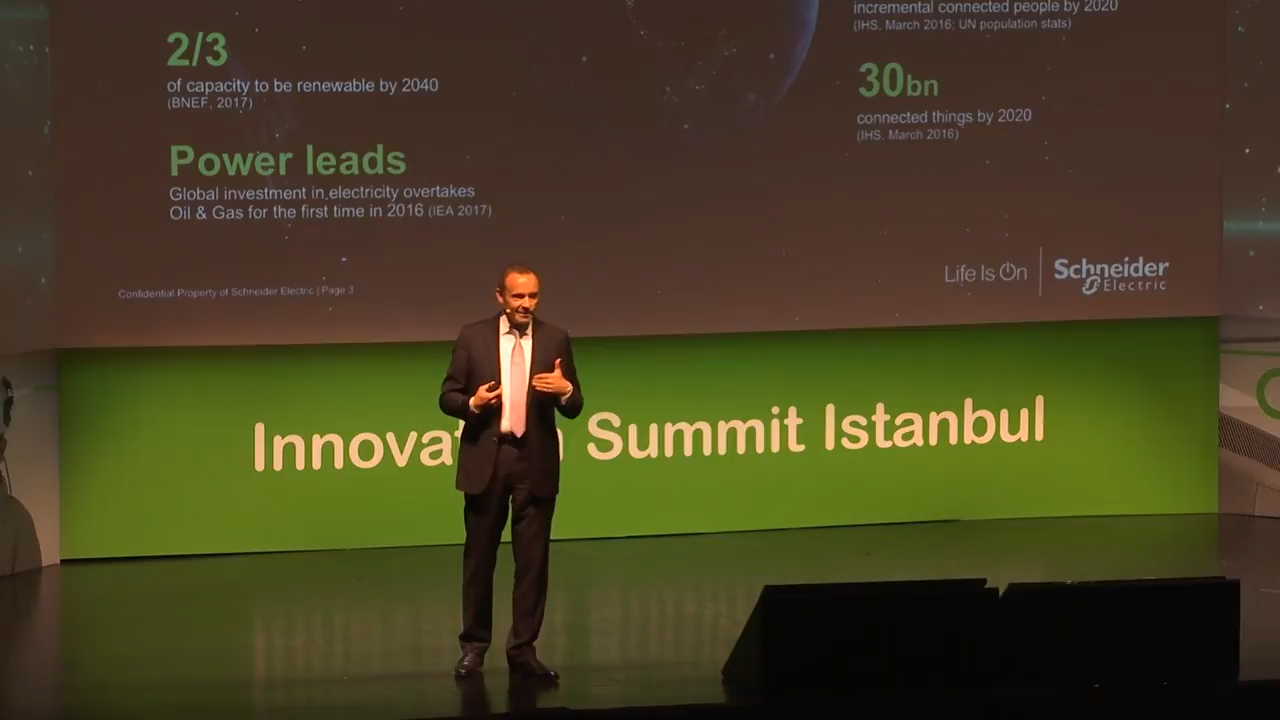 2/3
of capacity to be renewable by 2040
(BNEF, 2017)
Power leads
Global investment in electricity overtakes
Oil & Gas for the first time in 2016 (IEA 2017)
incremental connected people by 2020
(IHS, March 2016; UN population stats)
30bn
connected things by 2020
(IHS, March 2016)
Confidential Property of Schneider Electric | Page 3
Life Is On
Schneider
Electric
Innova Summit Istanbul